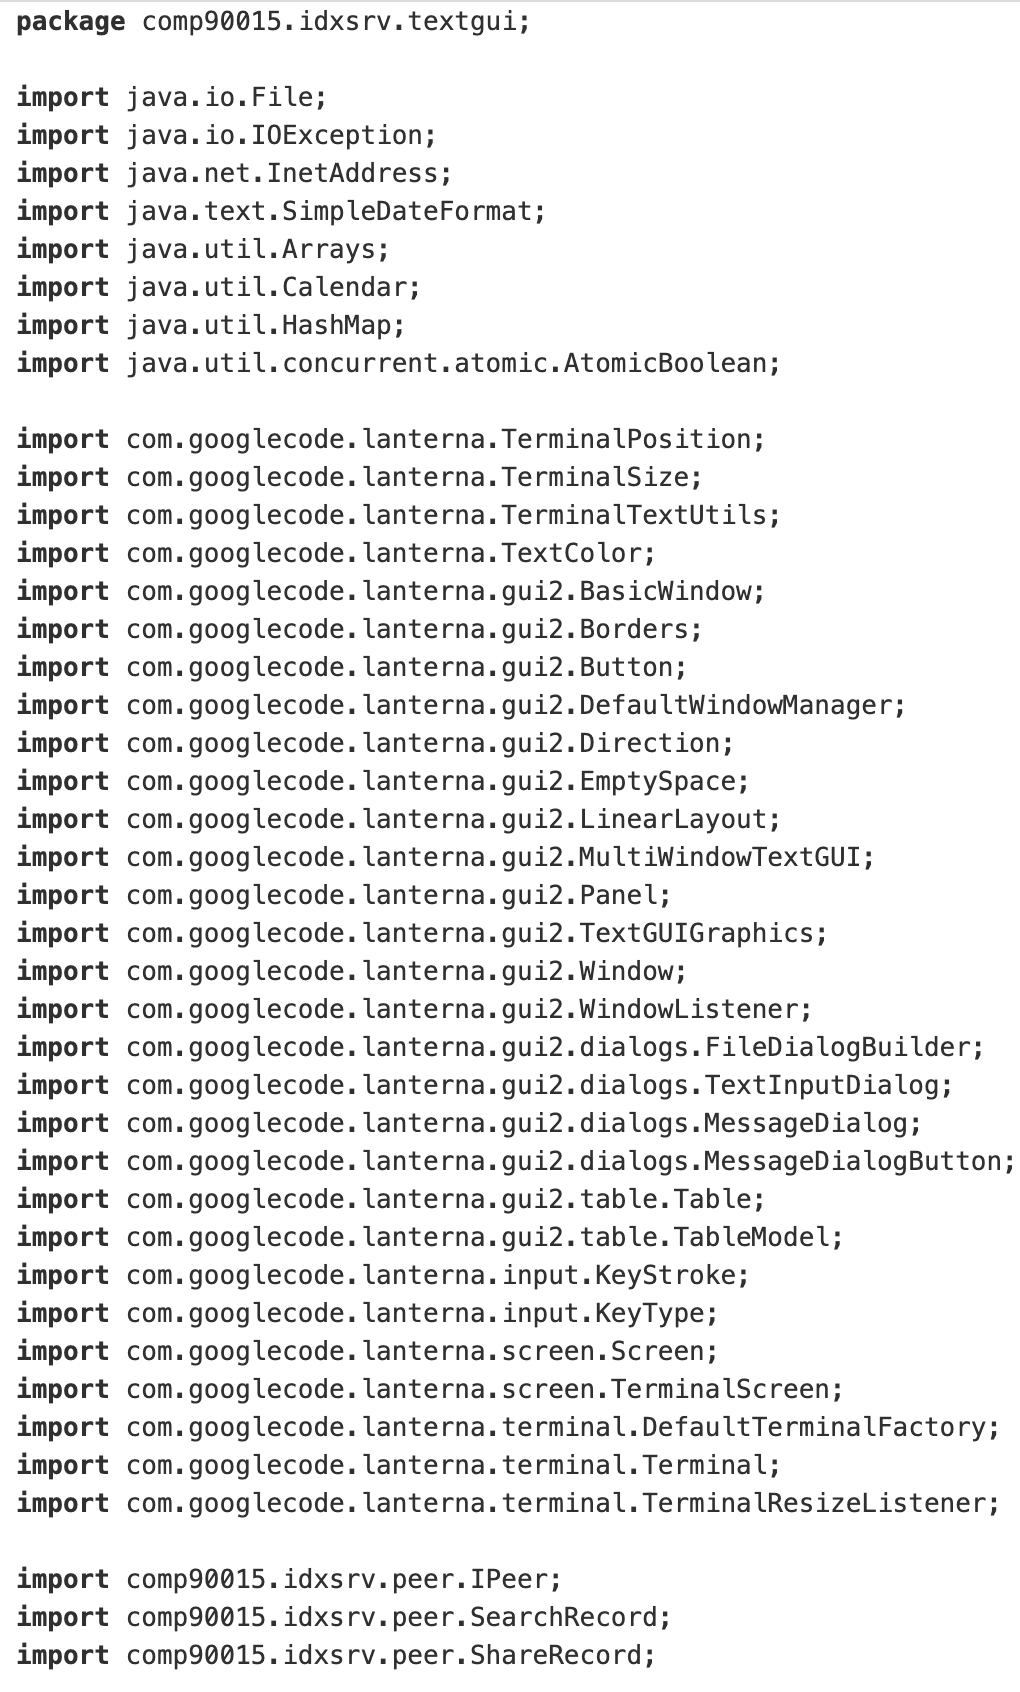 package comp90015.idxsrv.textgui;
import java.io.File;
import java.io.IOException;
import java.net.InetAddress;
import java.text.SimpleDateFormat;
import java.util.Arrays;
import java.util.Calendar;
import java.util.HashMap;
import java.util.concurrent.atomic.AtomicBoolean;
import com.googlecode.lanterna.TerminalPosition;
import com.googlecode.lanterna.TerminalSize;
import com.googlecode.lanterna.TerminalTextUtils;
import com.googlecode.lanterna.TextColor;
import com.googlecode.lanterna.gui2.BasicWindow;
import com.googlecode.lanterna.gui2.Borders;
import com.googlecode.lanterna.gui2.Button;
import com.googlecode.lanterna.gui2.DefaultWindowManager;
import com.googlecode.lanterna.gui2.Direction;
import com.googlecode.lanterna.gui2.EmptySpace;
import com.googlecode.lanterna.gui2.LinearLayout;
import com.googlecode.lanterna.gui2.MultiWindowTextGUI;
import com.googlecode.lanterna.gui2.Panel;
import com.googlecode.lanterna.gui2.TextGUIGraphics;
import com.googlecode.lanterna.gui2.Window;
import com.googlecode.lanterna.gui2.WindowListener;
import com.googlecode.lanterna.gui2.dialogs.FileDialogBuilder;
import com.googlecode.lanterna.gui2.dialogs.TextInputDialog;
import com.googlecode.lanterna.gui2.dialogs.MessageDialog;
import com.googlecode.lanterna.gui2.dialogs.MessageDialogButton;
import com.googlecode.lanterna.gui2.table.Table;
import com.googlecode.lanterna.gui2.table.TableModel;
import com.googlecode.lanterna.input.KeyStroke;
import com.googlecode.lanterna.input.KeyType;
import com.googlecode.lanterna.screen.Screen;
import com.googlecode.lanterna.screen.TerminalScreen;
import com.googlecode.lanterna.terminal.DefaultTerminalFactory;
import com.googlecode.lanterna.terminal.Terminal;
import com.googlecode.lanterna.terminal.TerminalResizeListener;
import comp90015.idxsrv.peer.IPeer;
import comp90015.idxsrv.peer.SearchRecord;
import comp90015.idxsrv.peer.ShareRecord;